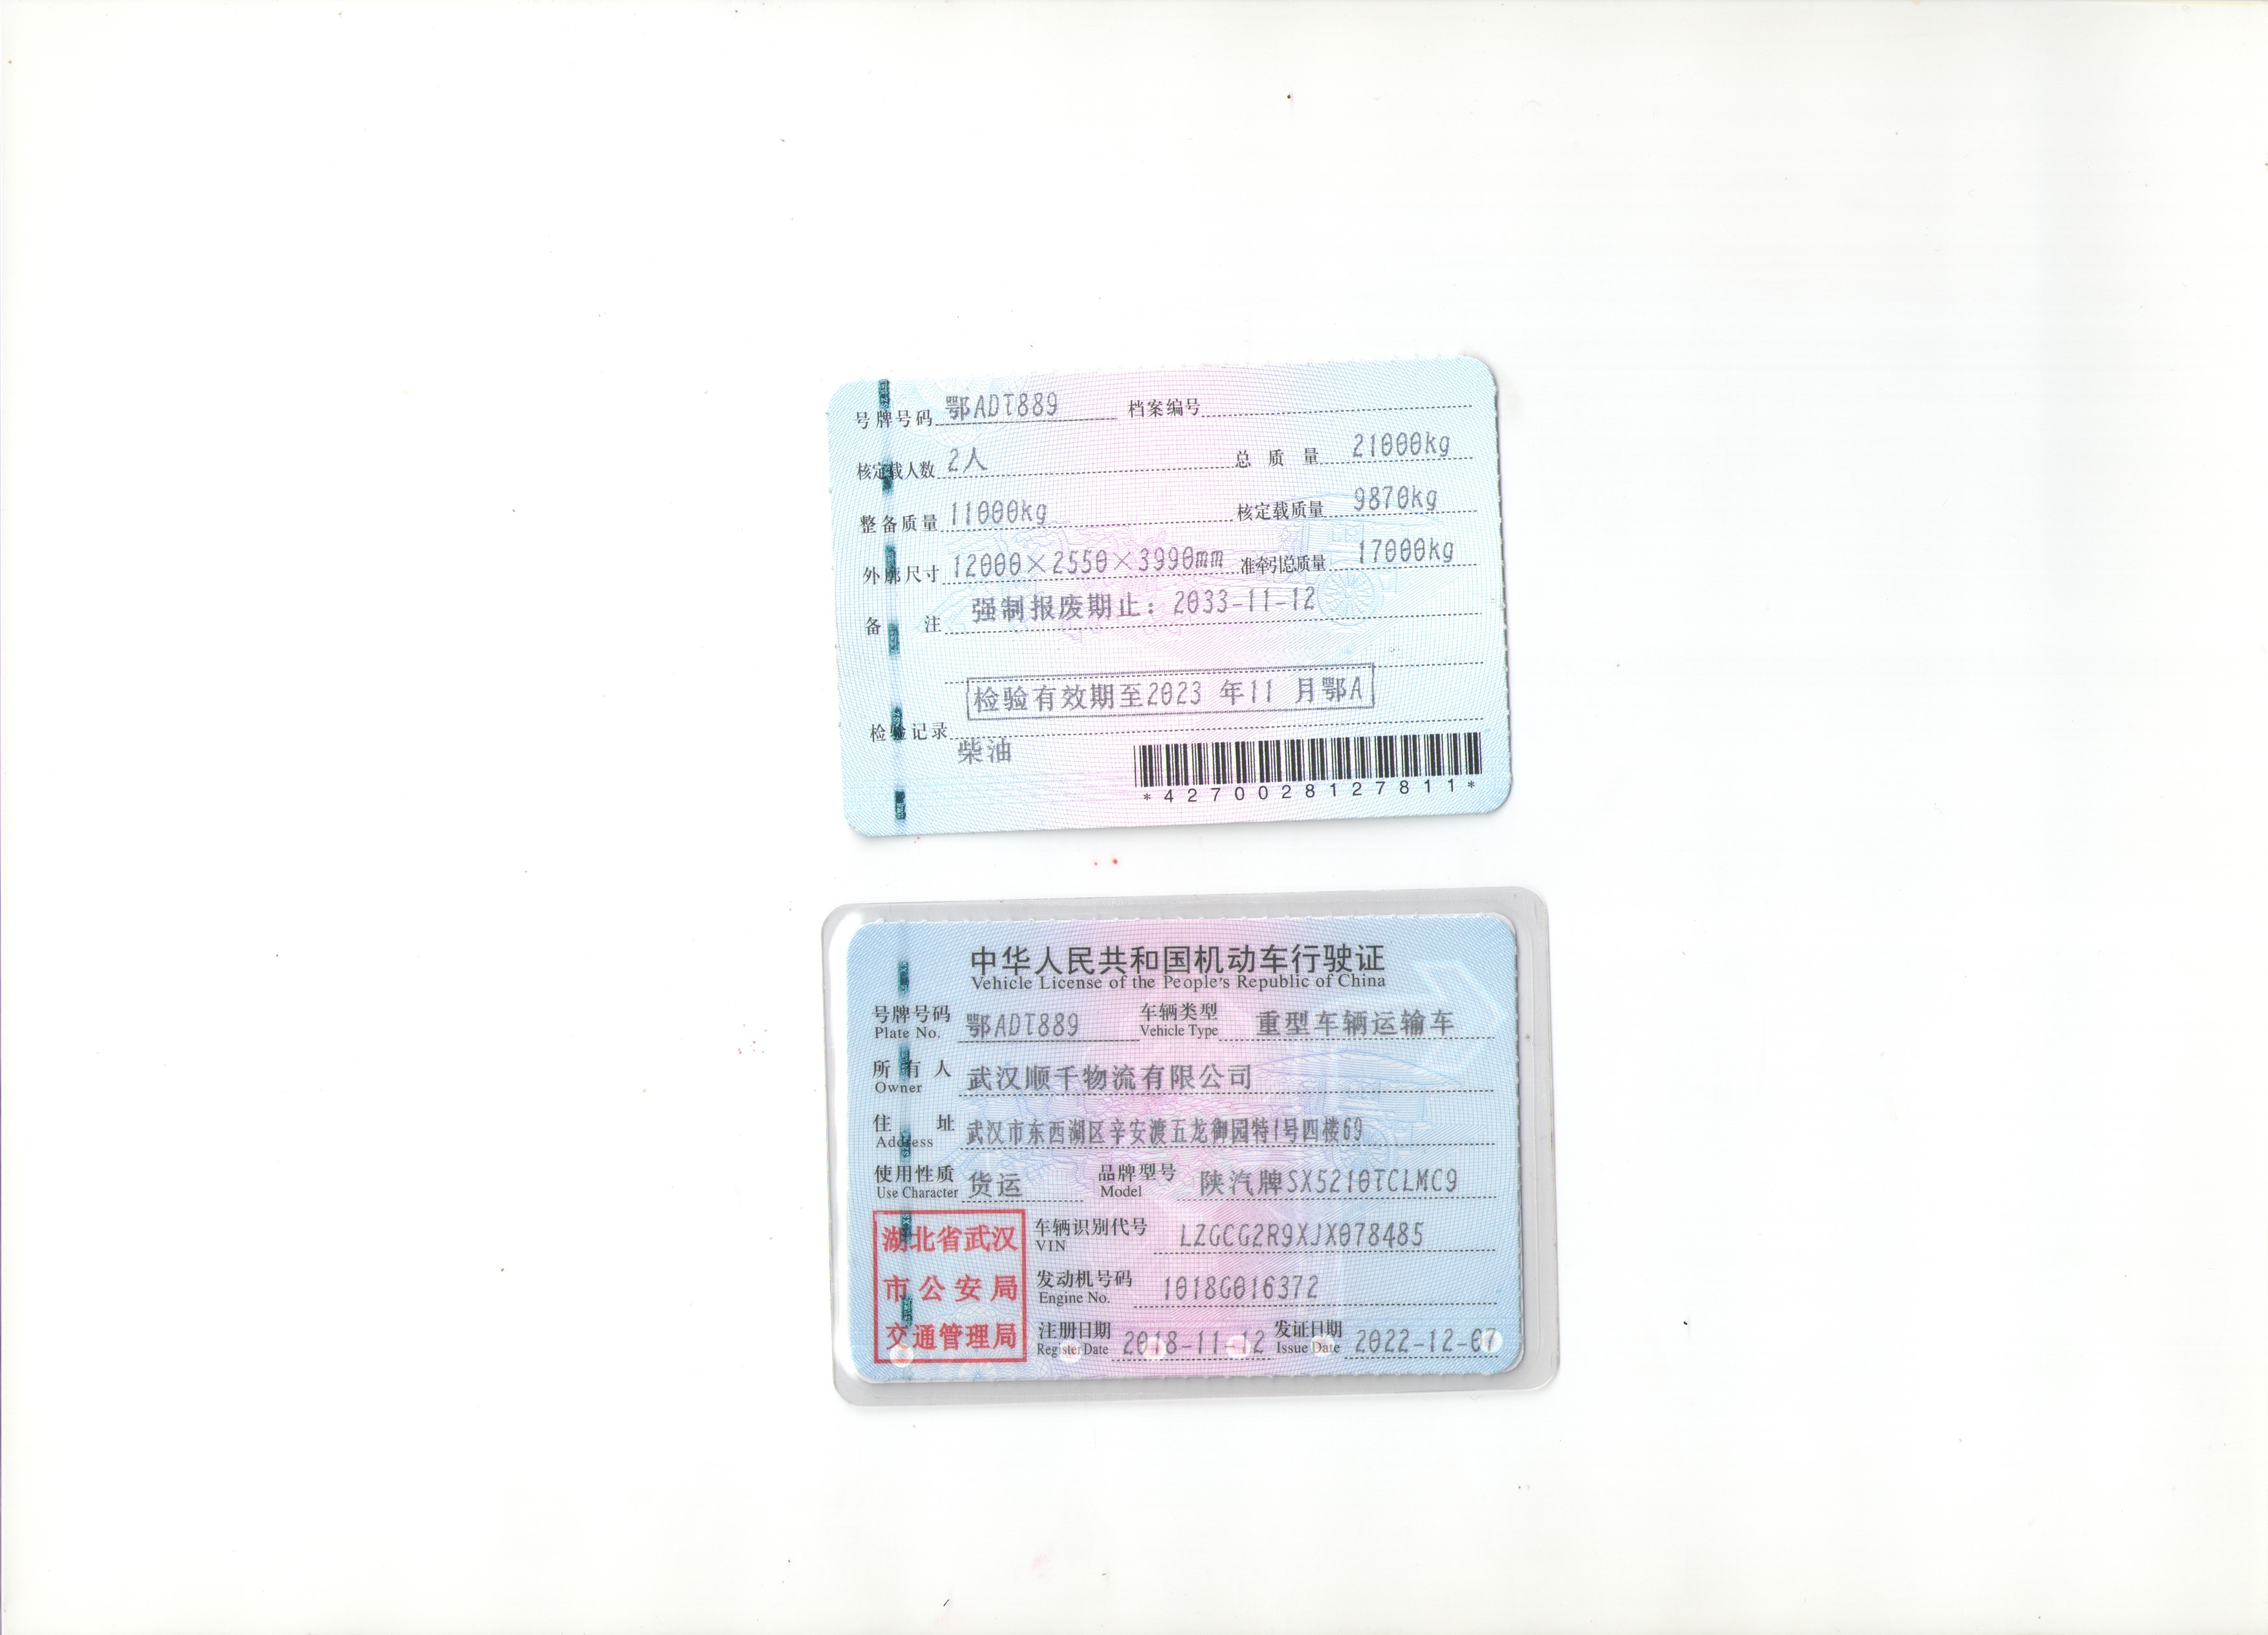 号牌号码 鄂ADT889 档案编号
核定载人数 2人 总质量 21000kg
整备质量 11000kg 核定载质量 9870kg
外廓尺寸 12000×2550×3990mm 准牵引总质量 17000kg
备注 强制报废期止：2033-11-12
检验有效期至2023 年11 月鄂A
检验记录
柴油
*4270028127811*
中华人民共和国机动车行驶证
Vehicle License of the People's Republic of China
号牌号码 鄂ADT889 车辆类型 重型车辆运输车
Plate No. Vehicle Type
所有人 武汉顺千物流有限公司
Owner
住址 武汉市东西湖区辛安渡五龙御园特1号四楼69
Address
使用性质 货运 品牌型号 陕汽牌SX5210TCLMC9
Use Character Model
湖北省武汉
市公安局
交通管理局
车辆识别代号 LZGCG2R9XJX078485
VIN
发动机号码 1018G016372
Engine No.
注册日期 2018-11-12 发证日期 2022-12-07
Register Date Issue Date